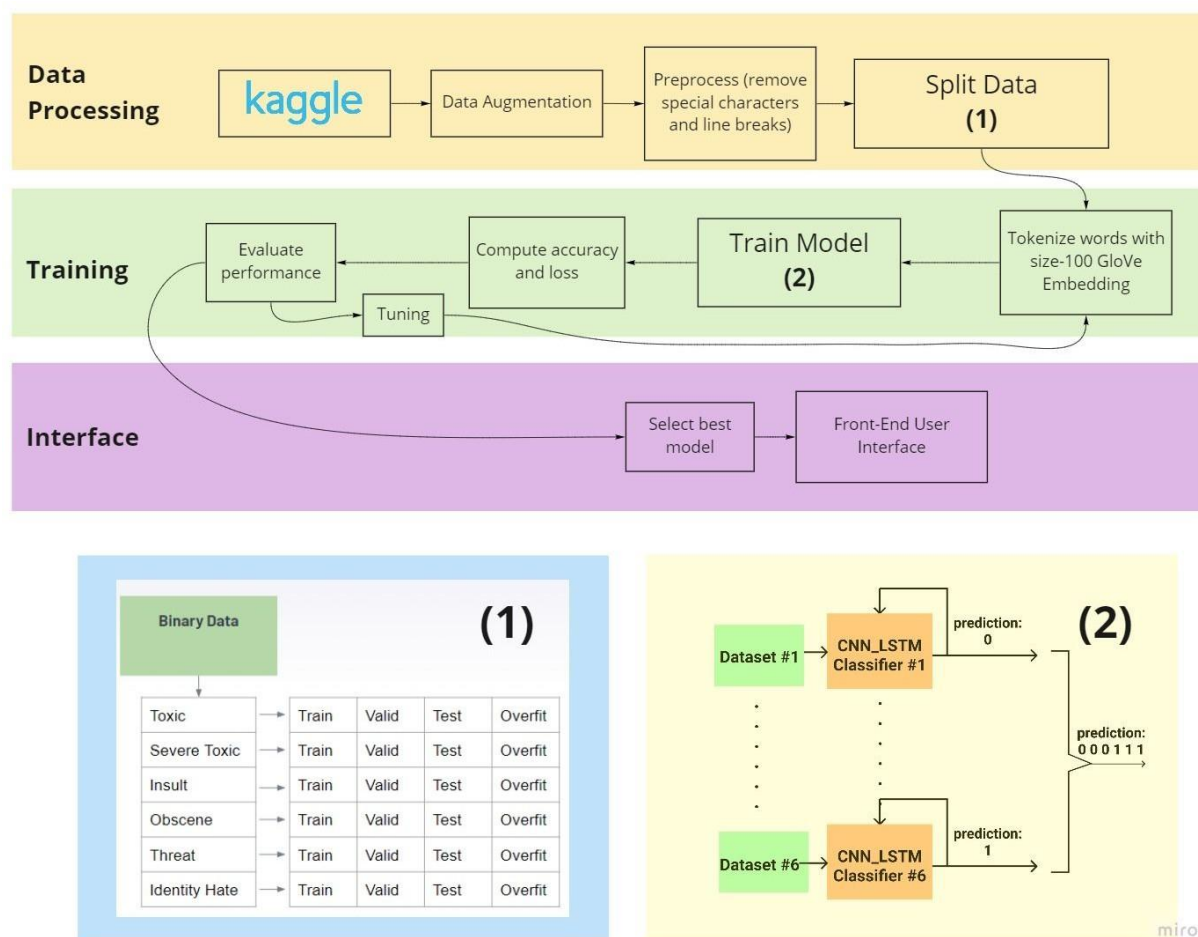 Data
Processing
kaggle
Data Augmentation
Preprocess (remove
special characters
and line breaks)
Split Data
(1)
Training
Evaluate
performance
Tuning
Compute accuracy
and loss
Train Model
(2)
Tokenize words with
size-100 GloVe
Embedding
Interface
Select best
model
Front-End User
Interface
Binary Data
(1)
Toxic Train Valid Test Overfit
Severe Toxic Train Valid Test Overfit
Insult Train Valid Test Overfit
Obscene Train Valid Test Overfit
Threat Train Valid Test Overfit
Identity Hate Train Valid Test Overfit
(2)
Dataset #1
CNN_LSTM
Classifier #1
prediction:
0
prediction:
0 0 0 1 1 1
Dataset #6
CNN_LSTM
Classifier #6
prediction:
1
miro